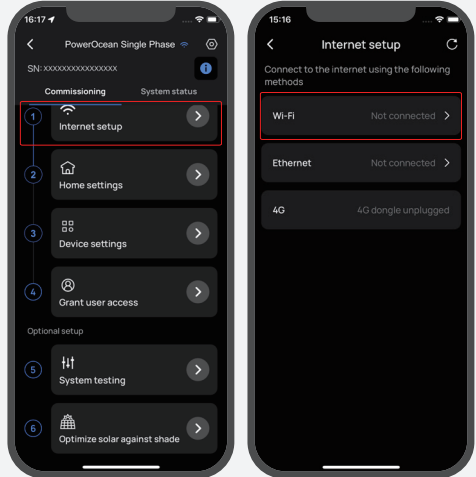 16:17
PowerOcean Single Phase
SN: xxxxxxxxxxxxxxx
Commissioning
System status
1
Internet setup
2
Home settings
3
Device settings
4
Grant user access
Optional setup
5
System testing
6
Optimize solar against shade
15:16
Internet setup
Connect to the internet using the following
methods
Wi-Fi Not connected
Ethernet Not connected
4G 4G dongle unplugged